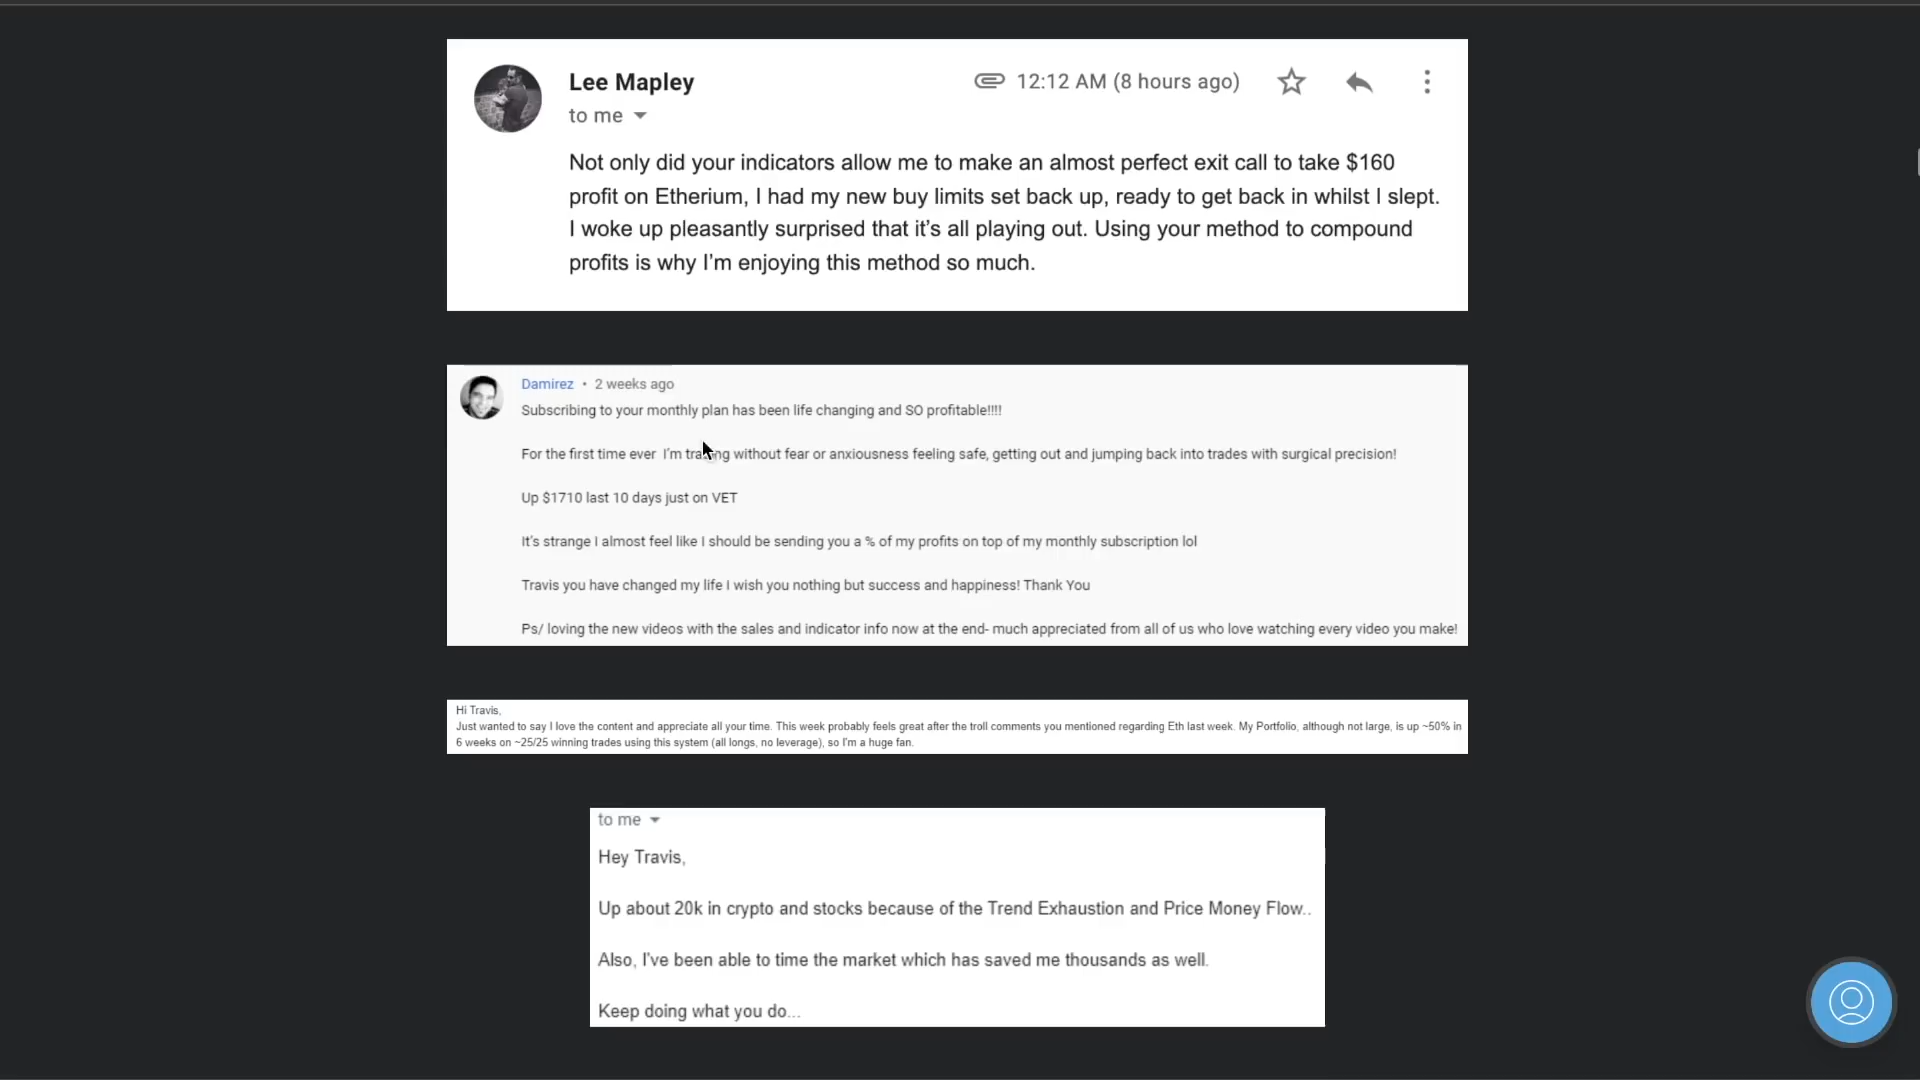 Lee Mapley
12:12 AM (8 hours ago)
to me
Not only did your indicators allow me to make an almost perfect exit call to take $160
profit on Etherium, I had my new buy limits set back up, ready to get back in whilst I slept.
I woke up pleasantly surprised that it’s all playing out. Using your method to compound
profits is why I’m enjoying this method so much.
Damirez • 2 weeks ago
Subscribing to your monthly plan has been life changing and SO profitable!!!!
For the first time ever I'm trading without fear or anxiousness feeling safe, getting out and jumping back into trades with surgical precision!
Up $1710 last 10 days just on VET
It's strange I almost feel like I should be sending you a % of my profits on top of my monthly subscription lol
Travis you have changed my life I wish you nothing but success and happiness! Thank You
Ps/ loving the new videos with the sales and indicator info now at the end- much appreciated from all of us who love watching every video you make!
Hi Travis,
Just wanted to say I love the content and appreciate all your time. This week probably feels great after the troll comments you mentioned regarding Eth last week. My Portfolio, although not large, is up ~50% in
6 weeks on ~25/25 winning trades using this system (all longs, no leverage), so I'm a huge fan.
to me
Hey Travis,
Up about 20k in crypto and stocks because of the Trend Exhaustion and Price Money Flow..
Also, I've been able to time the market which has saved me thousands as well.
Keep doing what you do...